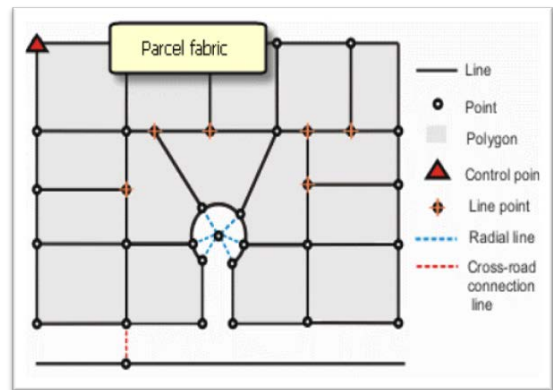 Parcel fabric
Line
Point
Polygon
Control poin
Line point
Radial line
Cross-road
connection
line